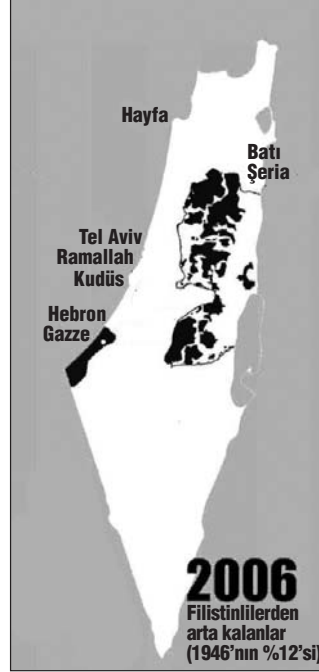 Hayfa
Batı
Şeria
Tel Aviv
Ramallah
Kudüs
Hebron
Gazze
2006
Filistinlilerden
arta kalanlar
(1946’nın %12’si)